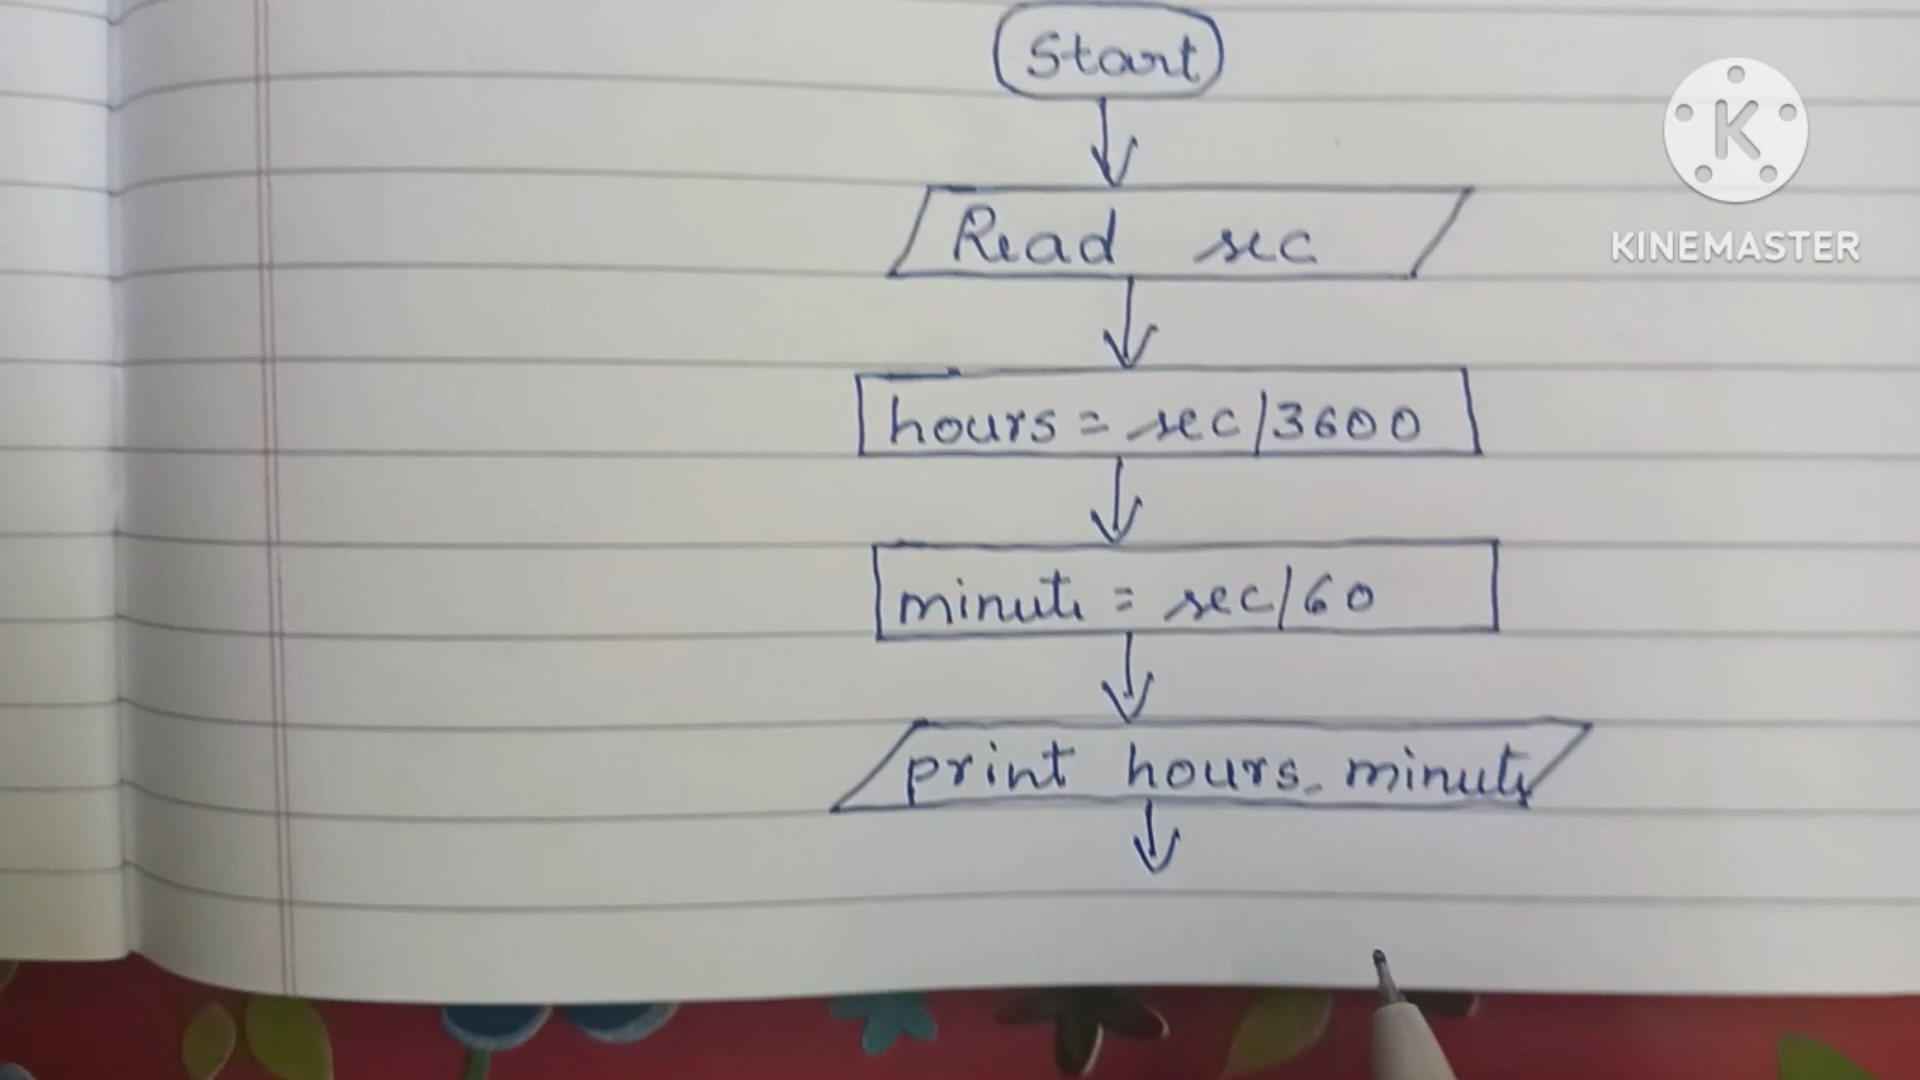 Start
Read sec
hours = sec/3600
minute = sec/60
print hours, minute
K
KINEMASTER